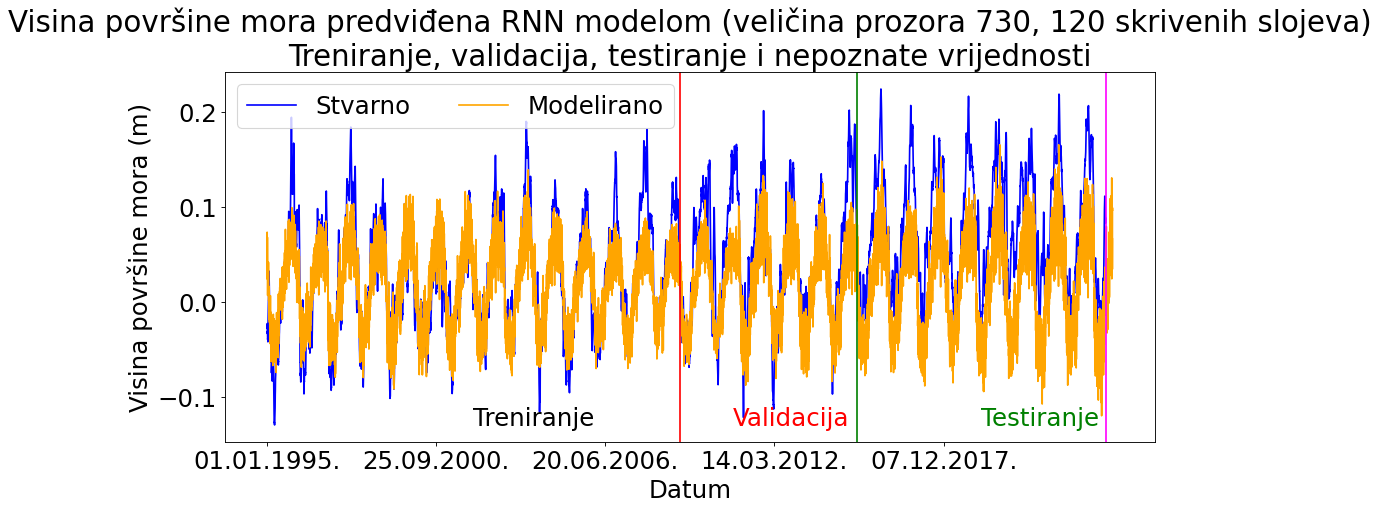 Visina površine mora predviđena RNN modelom (veličina prozora 730, 120 skrivenih slojeva)
Treniranje, validacija, testiranje i nepoznate vrijednosti
Stvarno
Modelirano
Visina površine mora (m)
0.2
0.1
0.0
−0.1
Treniranje
Validacija
Testiranje
01.01.1995.
25.09.2000.
20.06.2006.
14.03.2012.
07.12.2017.
Datum